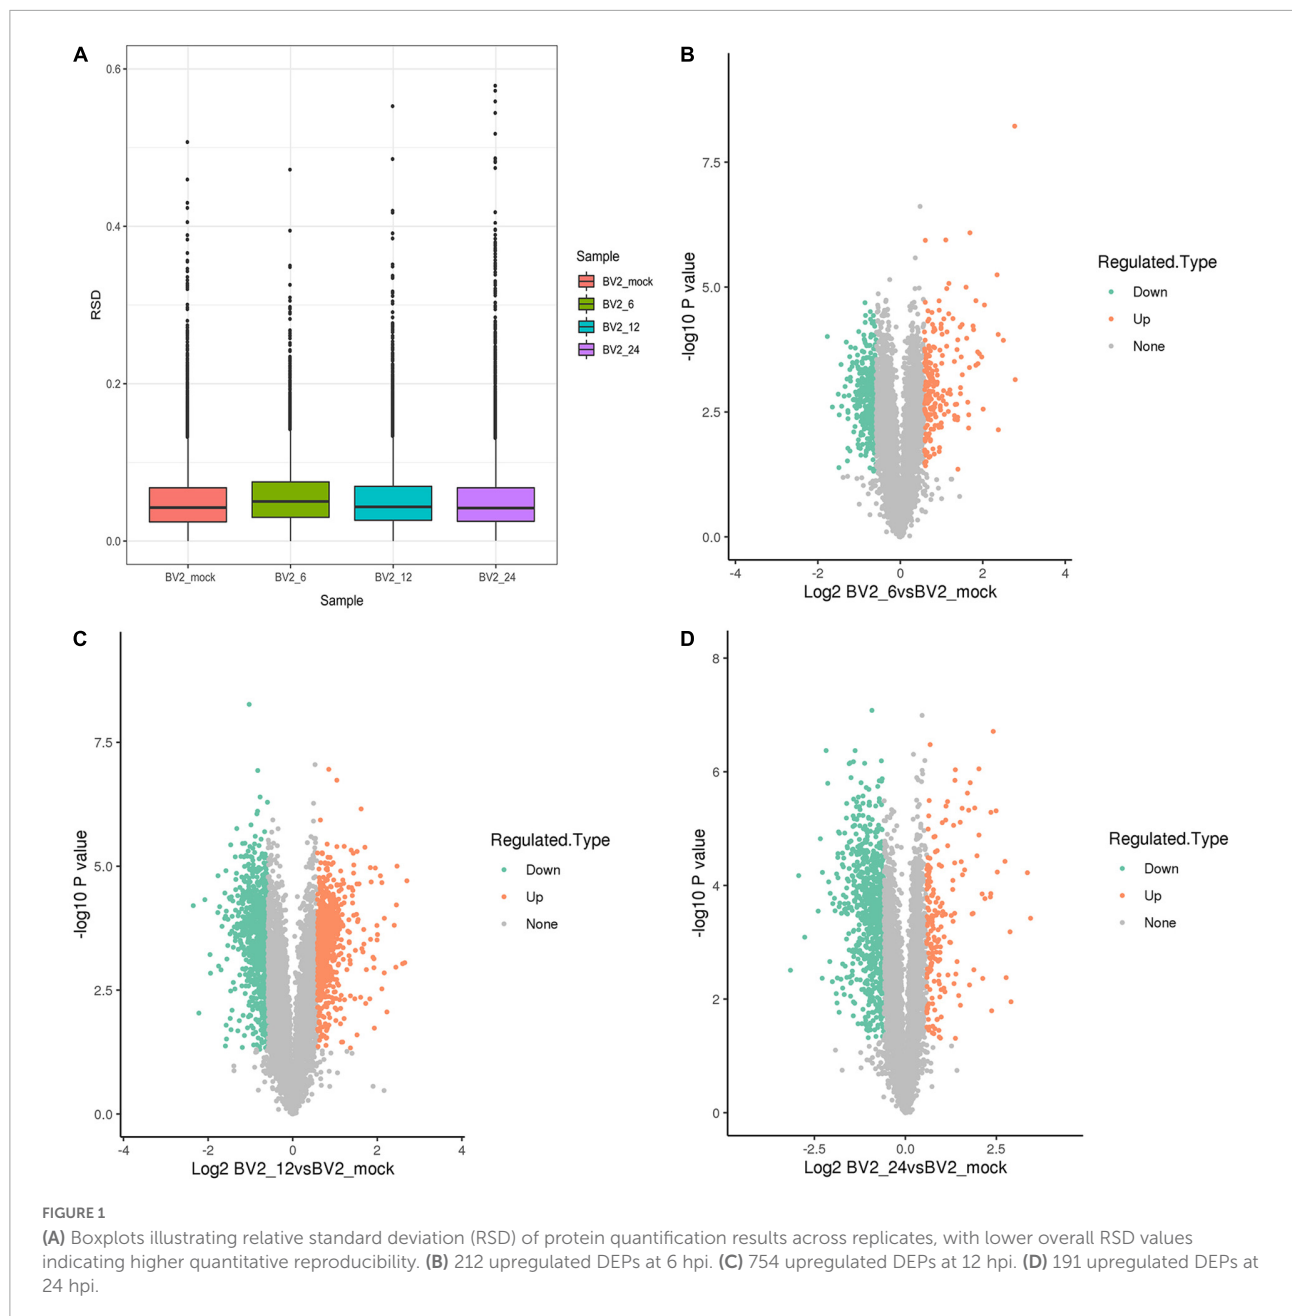 A
0.6
0.4
0.2
0.0
RSD
BV2_mock
BV2_6
BV2_12
BV2_24
Sample
Sample
BV2_mock
BV2_6
BV2_12
BV2_24
B
7.5
5.0
2.5
0.0
-log10 P value
-4
-2
0
2
4
Log2 BV2_6vsBV2_mock
Regulated.Type
Down
Up
None
C
7.5
5.0
2.5
0.0
-log10 P value
-4
-2
0
2
4
Log2 BV2_12vsBV2_mock
Regulated.Type
Down
Up
None
D
8
6
4
2
0
-log10 P value
-2.5
0.0
2.5
Log2 BV2_24vsBV2_mock
Regulated.Type
Down
Up
None
FIGURE 1
(A) Boxplots illustrating relative standard deviation (RSD) of protein quantification results across replicates, with lower overall RSD values
indicating higher quantitative reproducibility. (B) 212 upregulated DEPs at 6 hpi. (C) 754 upregulated DEPs at 12 hpi. (D) 191 upregulated DEPs at
24 hpi.